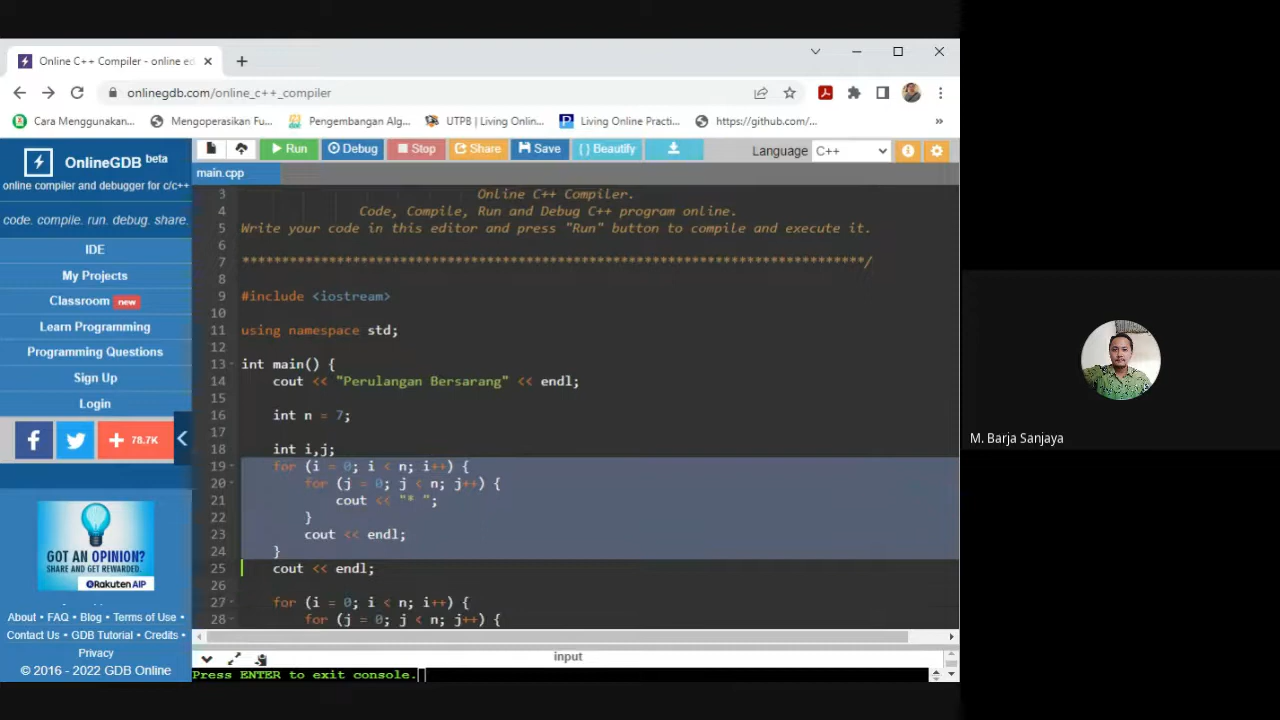 Online C++ Compiler - online ed
onlinegdb.com/online_c++_compiler
Cara Menggunakan...
Mengoperasikan Fu...
Pengembangan Alg...
UTPB | Living Onlin...
Living Online Practi...
https://github.com/...
»
OnlineGDB beta
online compiler and debugger for c/c++
code. compile. run. debug. share.
IDE
My Projects
Classroom new
Learn Programming
Programming Questions
Sign Up
Login
f
+ 78.7K
GOT AN OPINION?
SHARE AND GET REWARDED.
Rakuten AIP
About • FAQ • Blog • Terms of Use •
Contact Us • GDB Tutorial • Credits •
Privacy
© 2016 - 2022 GDB Online
Run
Debug
Stop
Share
Save
{ } Beautify
Language C++
main.cpp
3 Online C++ Compiler.
4 Code, Compile, Run and Debug C++ program online.
5 Write your code in this editor and press "Run" button to compile and execute it.
6
7 *******************************************************************************/
8
9 #include <iostream>
10
11 using namespace std;
12
13 int main() {
14 cout << "Perulangan Bersarang" << endl;
15
16 int n = 7;
17
18 int i,j;
19 for (i = 0; i < n; i++) {
20 for (j = 0; j < n; j++) {
21 cout << "* ";
22 }
23 cout << endl;
24 }
25 cout << endl;
26
27 for (i = 0; i < n; i++) {
28 for (j = 0; j < n; j++) {
input
Press ENTER to exit console.
M. Barja Sanjaya